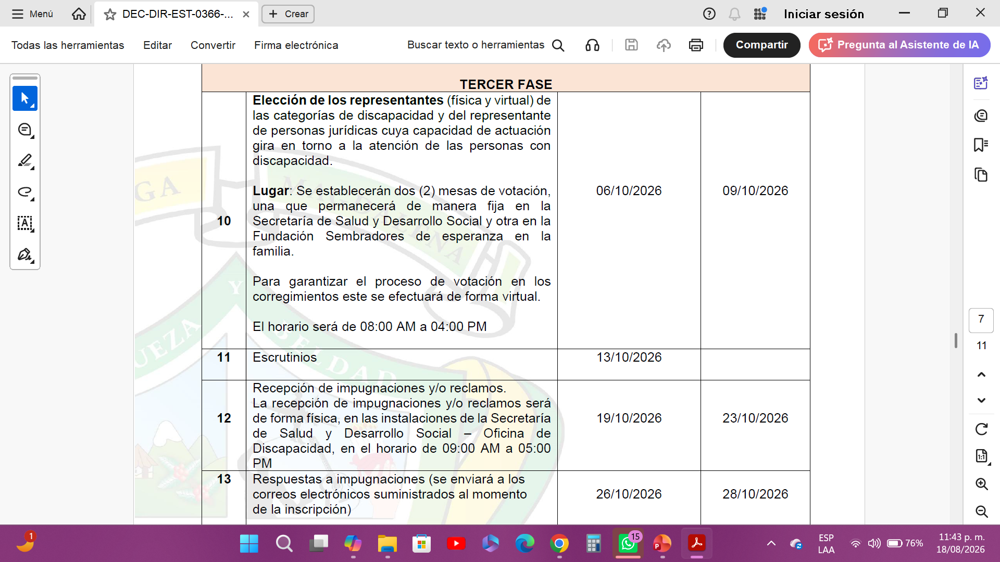 Menú
DEC-DIR-EST-0366-...
Crear
Iniciar sesión
Todas las herramientas
Editar
Convertir
Firma electrónica
Buscar texto o herramientas
Compartir
Pregunta al Asistente de IA
TERCER FASE
Elección de los representantes (física y virtual) de
las categorías de discapacidad y del representante
de personas jurídicas cuya capacidad de actuación
gira en torno a la atención de las personas con
discapacidad.
Lugar: Se establecerán dos (2) mesas de votación,
una que permanecerá de manera fija en la
Secretaría de Salud y Desarrollo Social y otra en la
Fundación Sembradores de esperanza en la
familia.
Para garantizar el proceso de votación en los
corregimientos este se efectuará de forma virtual.
El horario será de 08:00 AM a 04:00 PM
10
06/10/2026
09/10/2026
11
Escrutinios
13/10/2026
12
Recepción de impugnaciones y/o reclamos.
La recepción de impugnaciones y/o reclamos será
de forma física, en las instalaciones de la Secretaría
de Salud y Desarrollo Social – Oficina de
Discapacidad, en el horario de 09:00 AM a 05:00
PM
19/10/2026
23/10/2026
13
Respuestas a impugnaciones (se enviará a los
correos electrónicos suministrados al momento
de la inscripción)
26/10/2026
28/10/2026
GA
MAGDALENA
UEZA
Y
BELDAD
7
11
1:1
1
15
ESP
LAA
76%
11:43 p. m.
18/08/2026